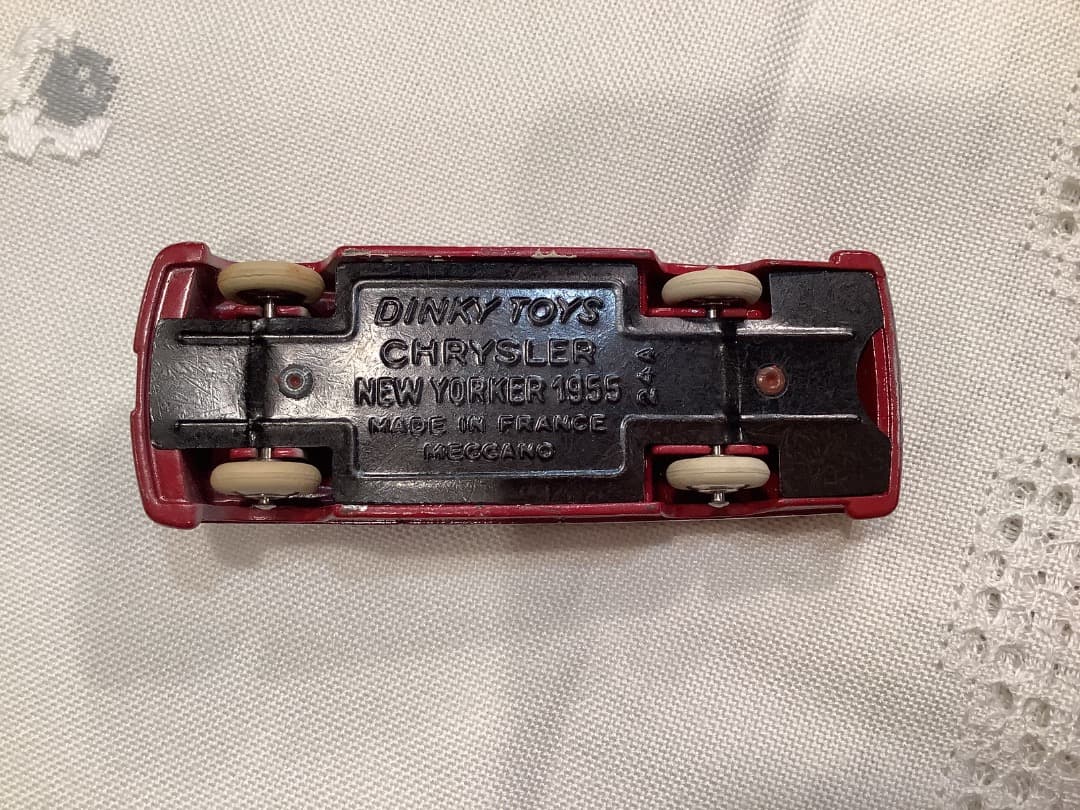 DINKY TOYS
CHRYSLER
NEW YORKER 1955
MADE IN FRANCE
MECCANO
24A